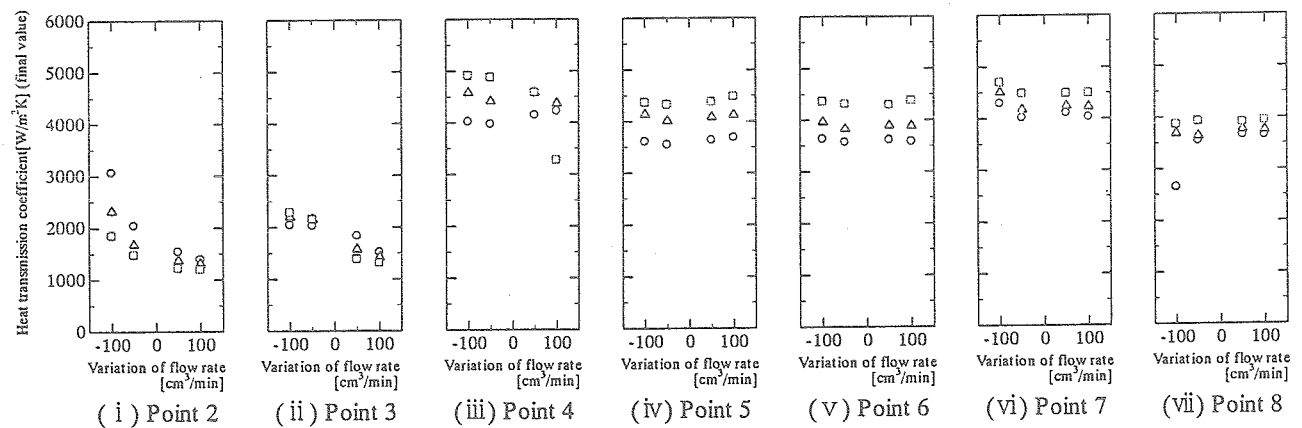 Heat transmission coefficient[W/m²K] (final value)
6000
5000
4000
3000
2000
1000
0
-100 0 100
-100 0 100
-100 0 100
-100 0 100
-100 0 100
-100 0 100
-100 0 100
Variation of flow rate
[cm³/min]
Variation of flow rate
[cm³/min]
Variation of flow rate
[cm³/min]
Variation of flow rate
[cm³/min]
Variation of flow rate
[cm³/min]
Variation of flow rate
[cm³/min]
Variation of flow rate
[cm³/min]
(i) Point 2
(ii) Point 3
(iii) Point 4
(iv) Point 5
(v) Point 6
(vi) Point 7
(vii) Point 8